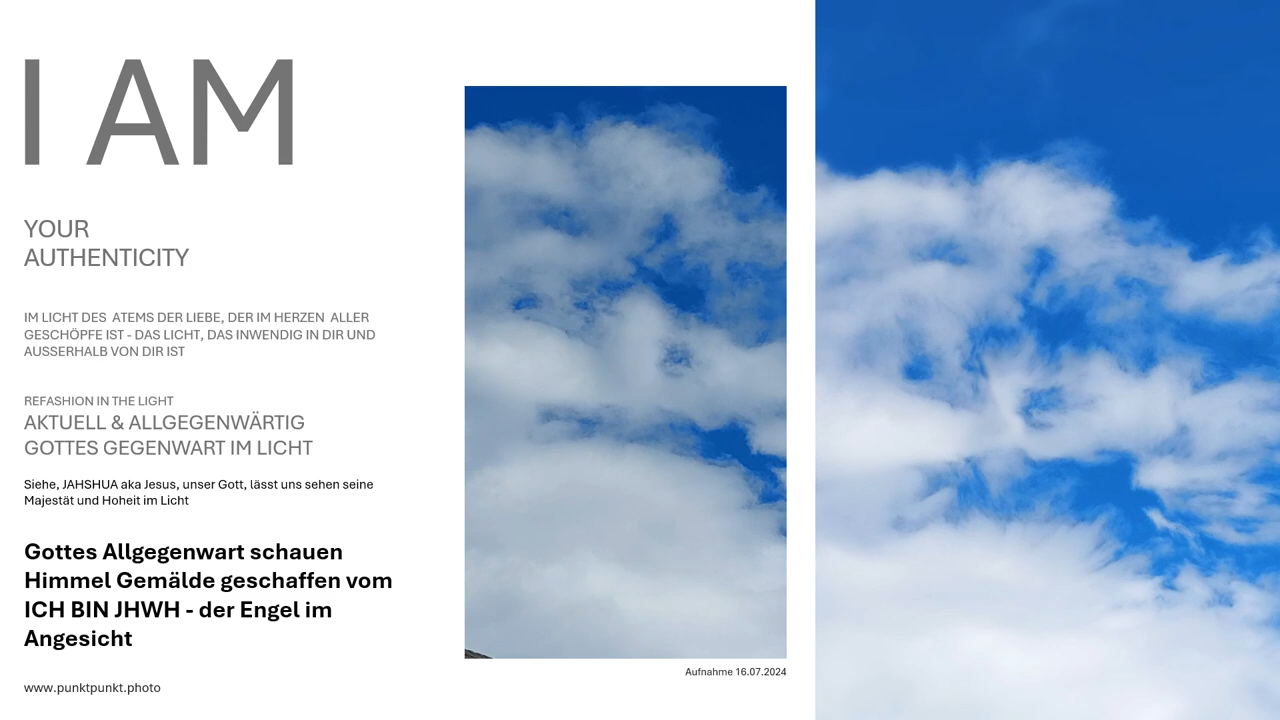 I AM
YOUR
AUTHENTICITY
IM LICHT DES  ATEMS DER LIEBE, DER IM HERZEN  ALLER
GESCHÖPFE IST - DAS LICHT, DAS INWENDIG IN DIR UND
AUSSERHALB VON DIR IST
REFASHION IN THE LIGHT
AKTUELL & ALLGEGENWÄRTIG
GOTTES GEGENWART IM LICHT
Siehe, JAHSHUA aka Jesus, unser Gott, lässt uns sehen seine
Majestät und Hoheit im Licht
Gottes Allgegenwart schauen
Himmel Gemälde geschaffen vom
ICH BIN JHWH - der Engel im
Angesicht
www.punktpunkt.photo
Aufnahme 16.07.2024